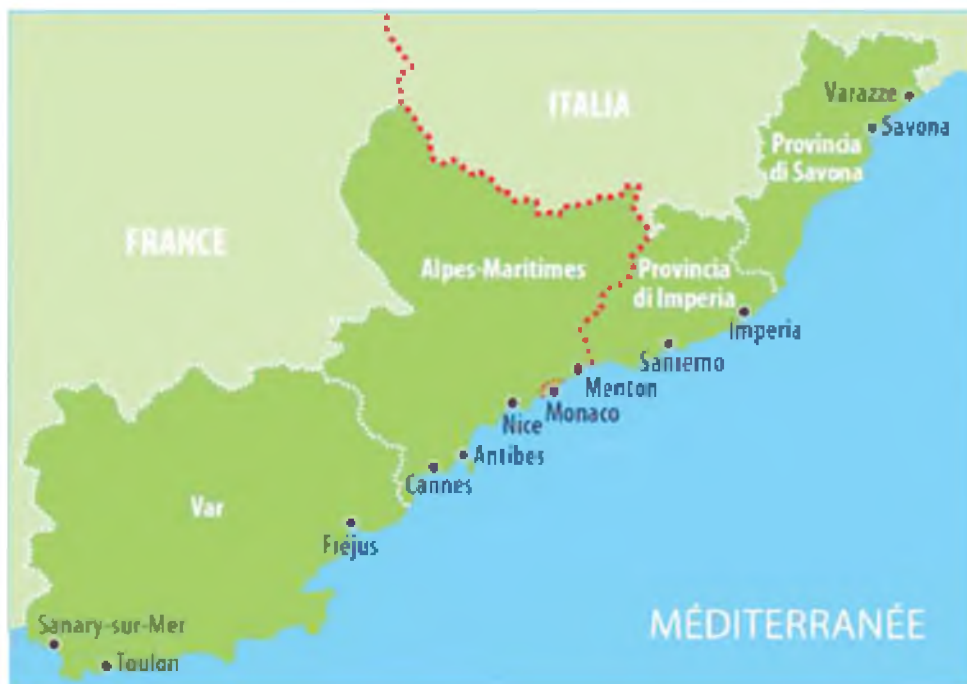 ITALIA
Varazze
Savona
Provincia
di Savona
FRANCE
Alpes-Maritimes
Provincia
di Imperia
Imperia
Sanremo
Menton
Monaco
Nice
Antibes
Cannes
Var
Fréjus
Sanary-sur-Mer
Toulon
MÉDITERRANÉE